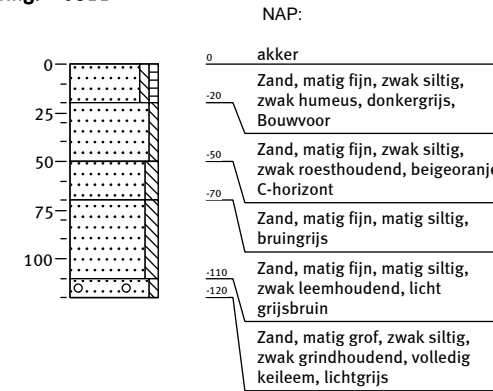 NAP:
0 akker
0
-20 Zand, matig fijn, zwak siltig,
zwak humeus, donkergrijs,
Bouwvoor
25
-50 Zand, matig fijn, zwak siltig,
zwak roesthoudend, beigeoranje
C-horizont
50
-70 Zand, matig fijn, matig siltig,
bruingrijs
75
-110 Zand, matig fijn, matig siltig,
zwak leemhoudend, licht
grijsbruin
100
-120 Zand, matig grof, zwak siltig,
zwak grindhoudend, volledig
keileem, lichtgrijs